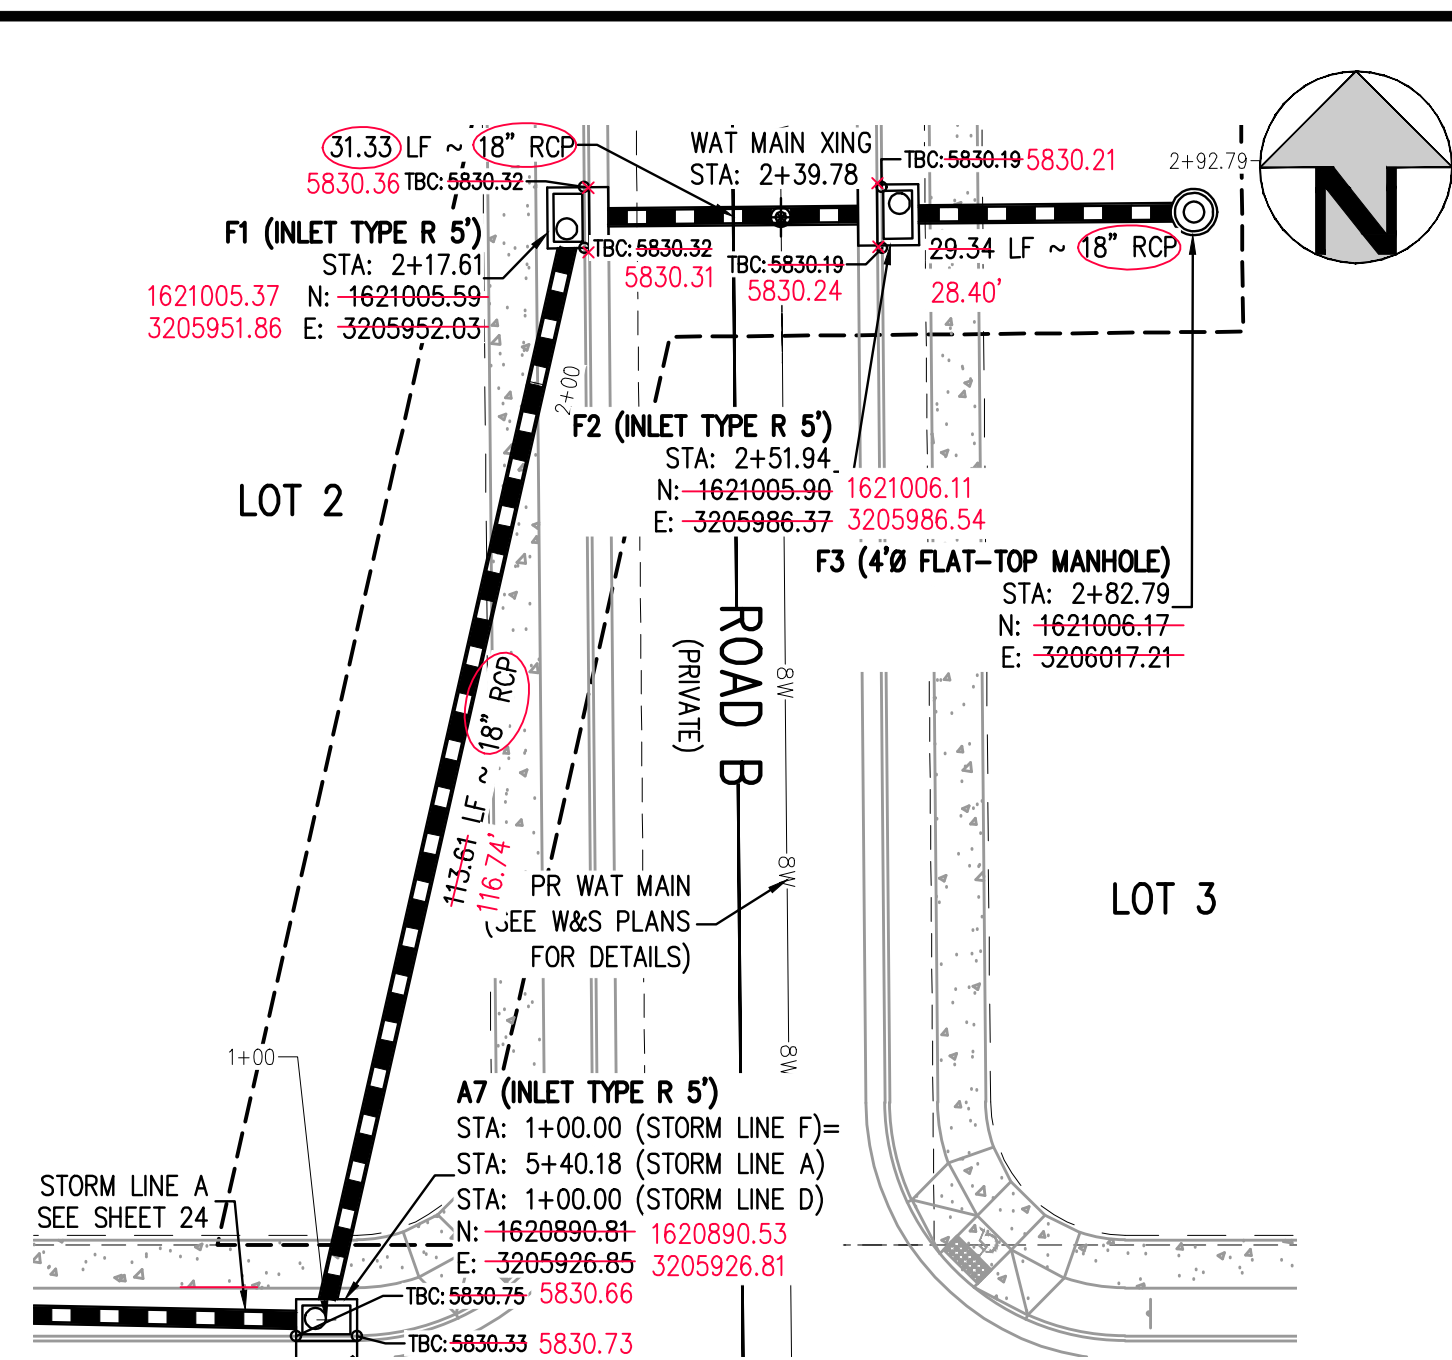 31.33 LF ~ 18" RCP
5830.36 TBC: 5830.32
WAT MAIN XING
STA: 2+39.78
TBC: 5830.19 5830.21
2+92.79
N
F1 (INLET TYPE R 5')
STA: 2+17.61
1621005.37 N: 1621005.59
3205951.86 E: 3205952.03
TBC: 5830.32
5830.31
TBC: 5830.19
5830.24
29.34 LF ~ 18" RCP
28.40'
2+00
F2 (INLET TYPE R 5')
STA: 2+51.94
N: 1621005.90 1621006.11
E: 3205986.37 3205986.54
LOT 2
F3 (4'Ø FLAT-TOP MANHOLE)
STA: 2+82.79
N: 1621006.17
E: 3206017.21
ROAD B
(PRIVATE)
8W
113.61 LF ~ 18" RCP
116.74'
8W
PR WAT MAIN
(SEE W&S PLANS
FOR DETAILS)
LOT 3
8W
1+00
A7 (INLET TYPE R 5')
STA: 1+00.00 (STORM LINE F)=
STA: 5+40.18 (STORM LINE A)
STA: 1+00.00 (STORM LINE D)
N: 1620890.81 1620890.53
E: 3205926.85 3205926.81
TBC: 5830.75 5830.66
TBC: 5830.33 5830.73
STORM LINE A
SEE SHEET 24